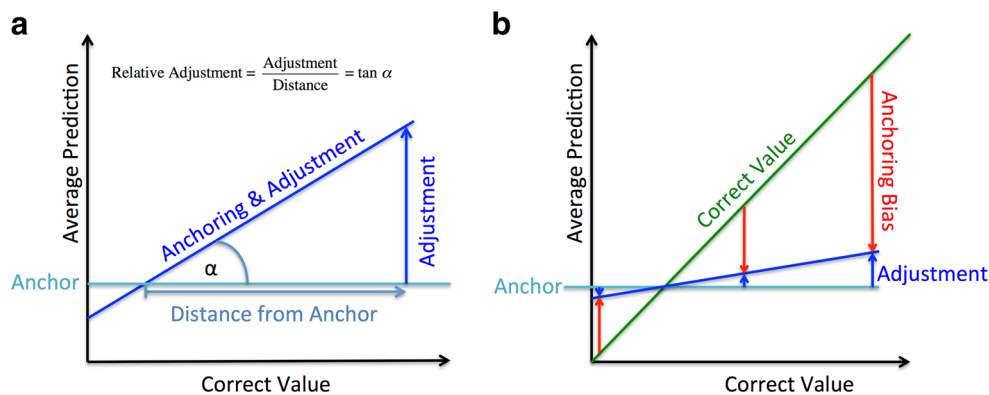 a
Relative Adjustment = Adjustment / Distance = tan α
Average Prediction
Anchoring & Adjustment
Adjustment
α
Anchor
Distance from Anchor
Correct Value
b
Average Prediction
Correct Value
Anchoring Bias
Anchor
Adjustment
Correct Value